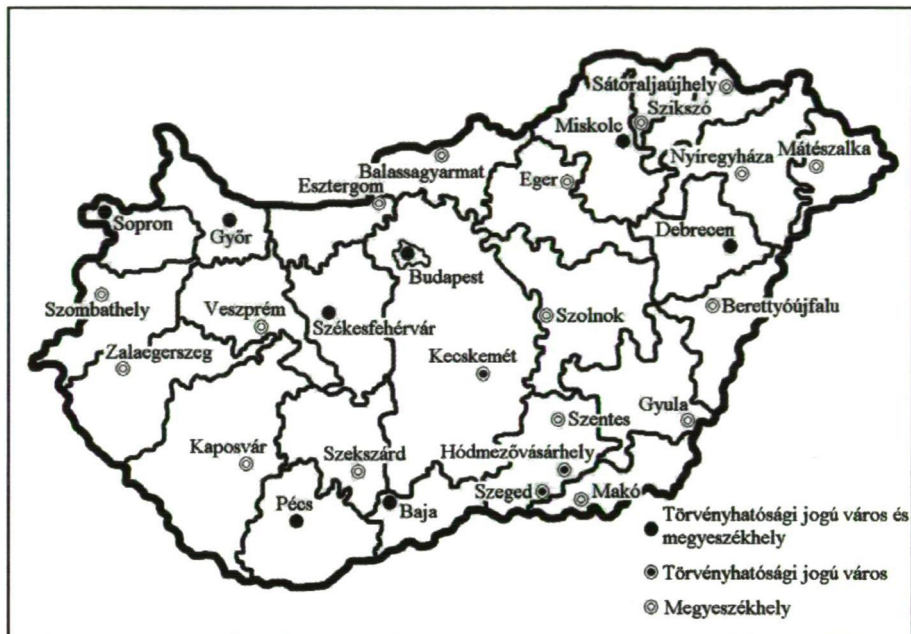 Sátoraljaújhely
Szikszó
Miskolc
Mátészalka
Nyíregyháza
Balassagyarmat
Eger
Esztergom
Sopron
Győr
Debrecen
Budapest
Szombathely
Veszprém
Székesfehérvár
Szolnok
Berettyóújfalu
Zalaegerszeg
Kecskemét
Szentes
Gyula
Kaposvár
Szekszárd
Hódmezővásárhely
Szeged
Makó
Pécs
Baja
Törvényhatósági jogú város és
megyeszékhely
Törvényhatósági jogú város
Megyeszékhely